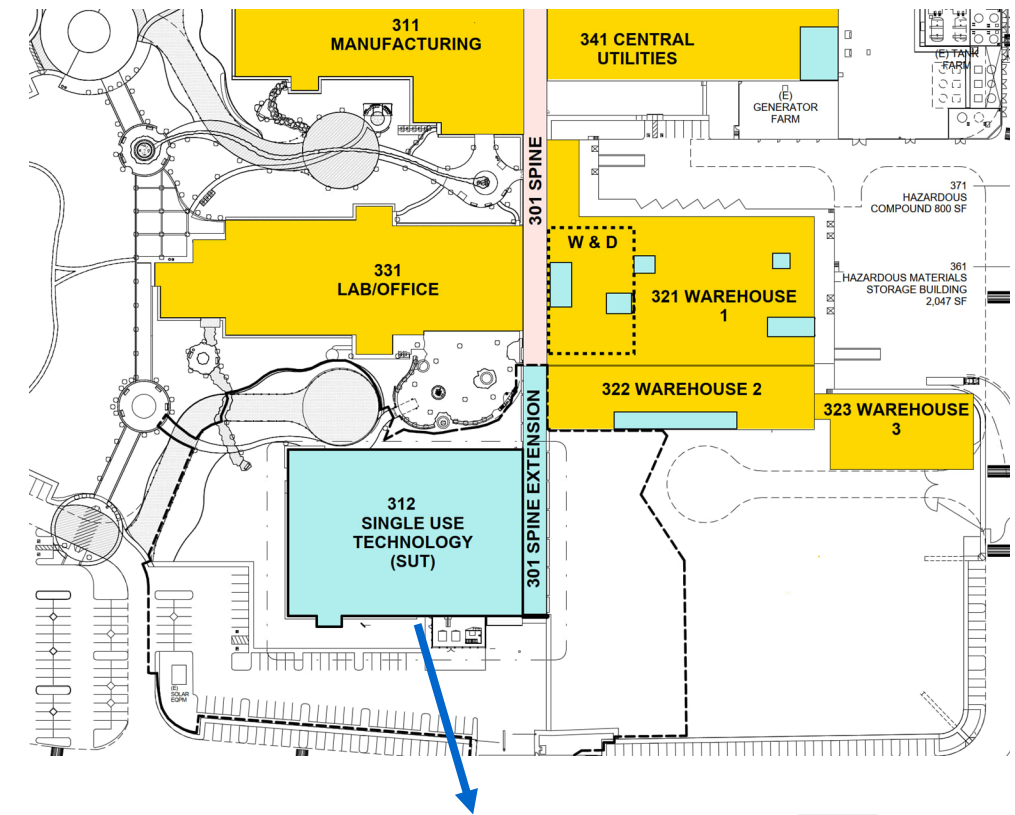 311
MANUFACTURING
341 CENTRAL
UTILITIES
(E) TANK
FARM
(E)
GENERATOR
FARM
301 SPINE
371
HAZARDOUS
COMPOUND 800 SF
W & D
331
LAB/OFFICE
321 WAREHOUSE
1
361
HAZARDOUS MATERIALS
STORAGE BUILDING
2,047 SF
322 WAREHOUSE 2
323 WAREHOUSE
3
301 SPINE EXTENSION
312
SINGLE USE
TECHNOLOGY
(SUT)
(E)
SOLAR
EQPM